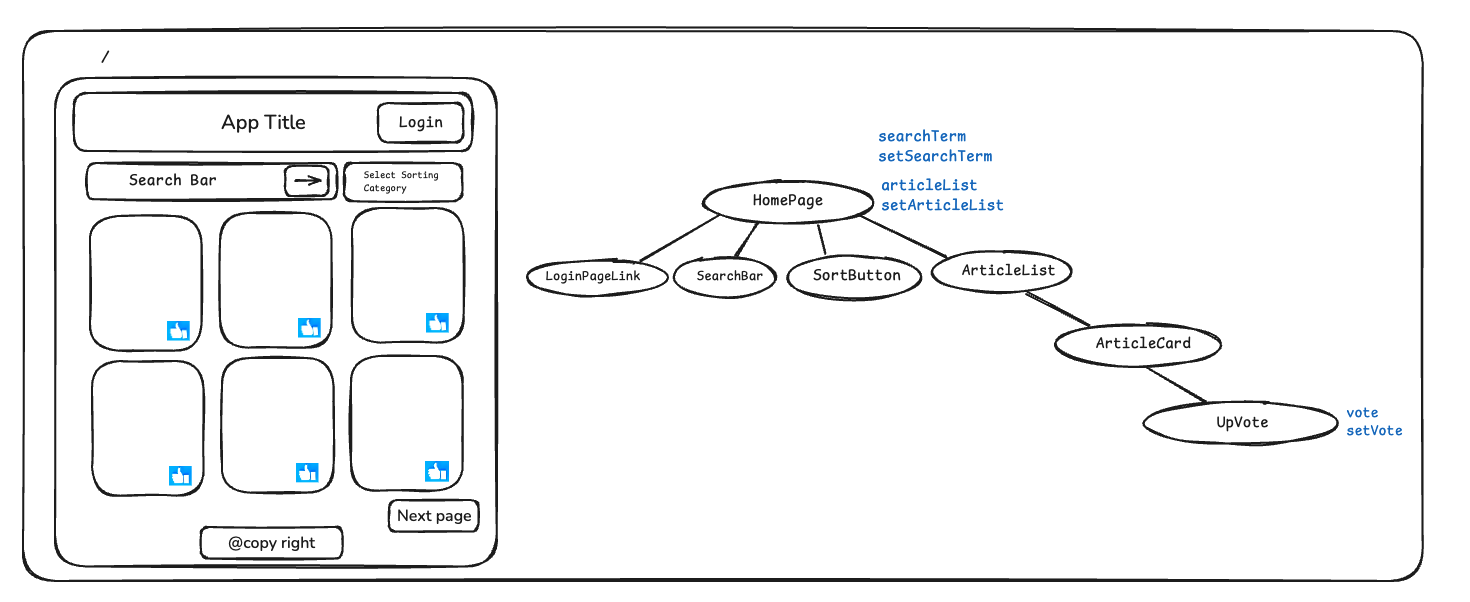 /
App Title
Login
Search Bar
Select Sorting
Category
Next page
@copy right
searchTerm
setSearchTerm
articleList
setArticleList
HomePage
LoginPageLink
SearchBar
SortButton
ArticleList
ArticleCard
UpVote
vote
setVote